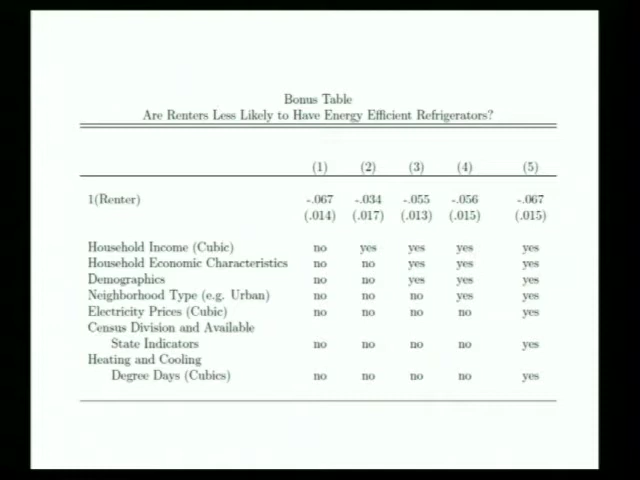 Bonus Table
Are Renters Less Likely to Have Energy Efficient Refrigerators?
(1) (2) (3) (4) (5)
1(Renter) -.067 -.034 -.055 -.056 -.067
(.014) (.017) (.013) (.015) (.015)
Household Income (Cubic) no yes yes yes yes
Household Economic Characteristics no no yes yes yes
Demographics no no yes yes yes
Neighborhood Type (e.g. Urban) no no no yes yes
Electricity Prices (Cubic) no no no no yes
Census Division and Available
State Indicators no no no no yes
Heating and Cooling
Degree Days (Cubics) no no no no yes